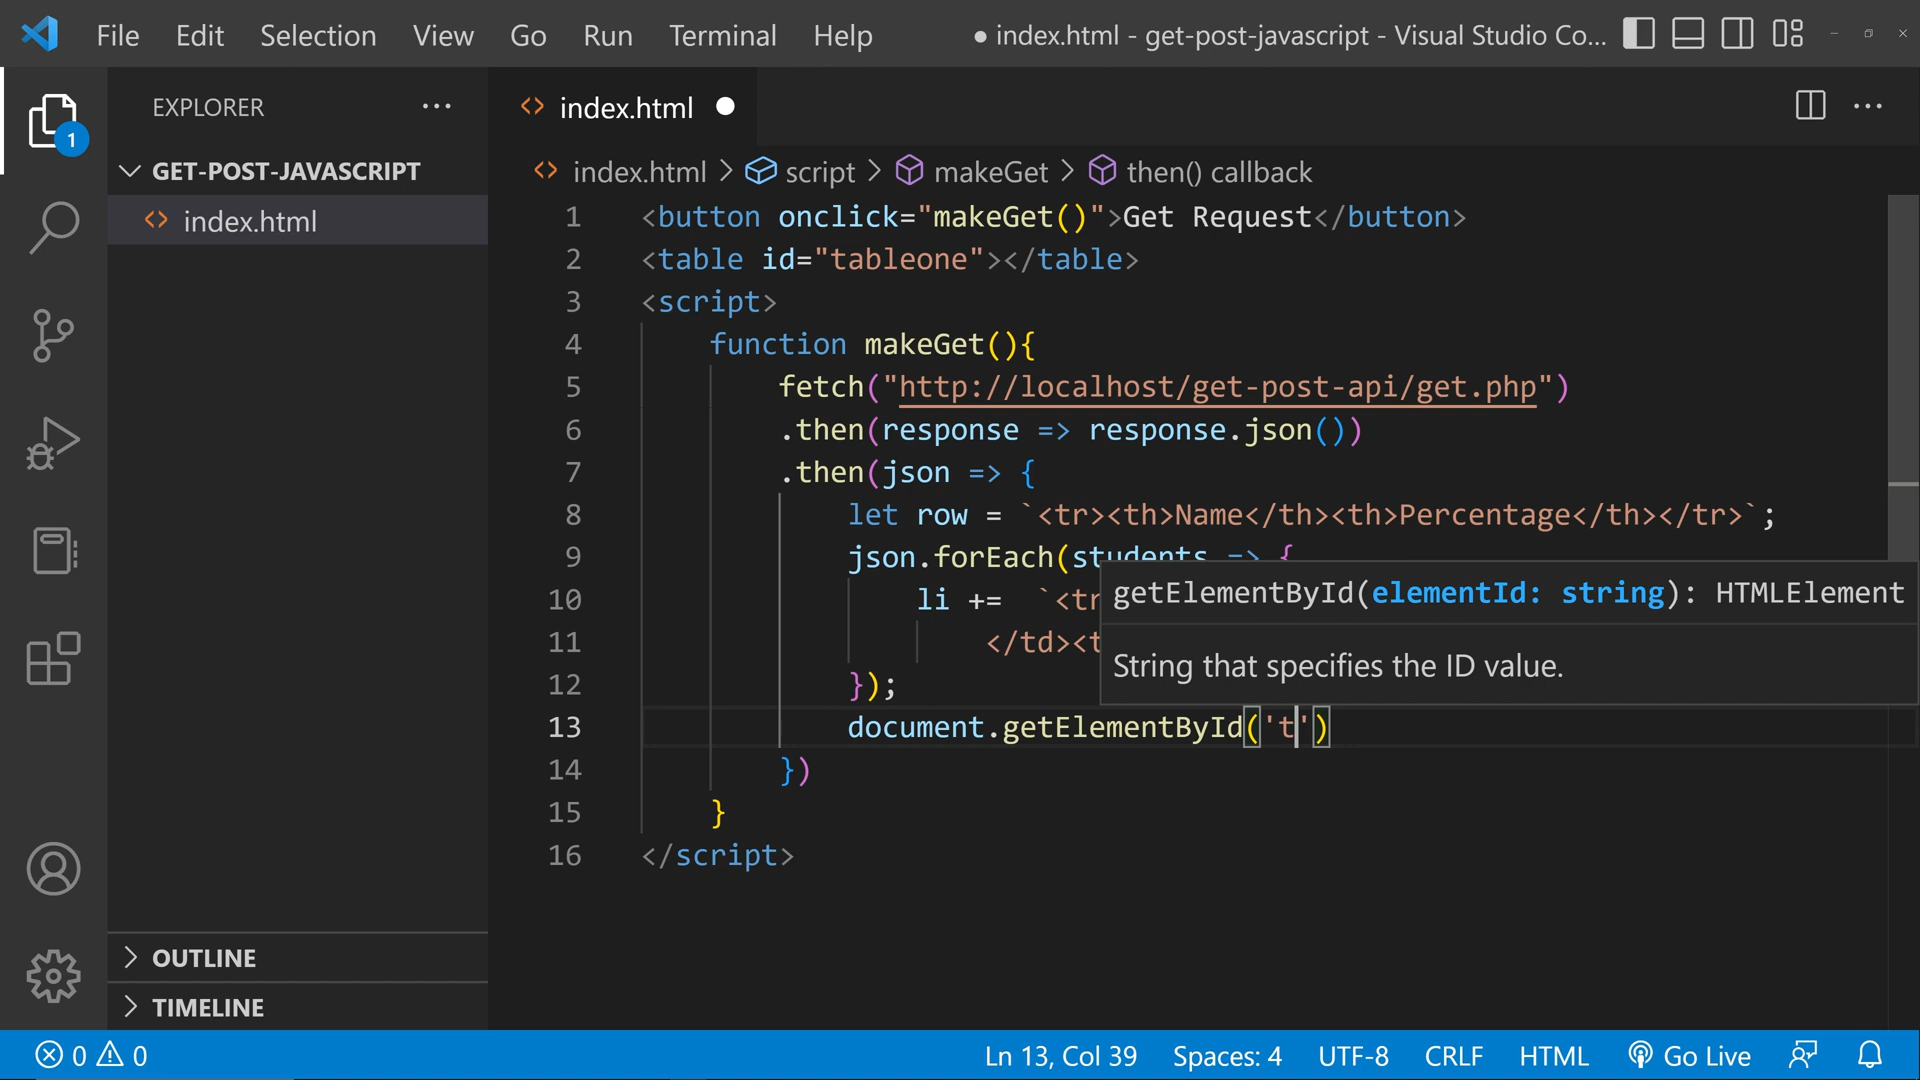 File Edit Selection View Go Run Terminal Help ● index.html - get-post-javascript - Visual Studio Co...
EXPLORER ...
1
GET-POST-JAVASCRIPT
index.html
OUTLINE
TIMELINE
index.html ●
index.html > script > makeGet > then() callback
1 <button onclick="makeGet()">Get Request</button>
2 <table id="tableone"></table>
3 <script>
4 function makeGet(){
5 fetch("http://localhost/get-post-api/get.php")
6 .then(response => response.json())
7 .then(json => {
8 let row = `<tr><th>Name</th><th>Percentage</th></tr>`;
9 json.forEach(students => {
10 li += `<tr
11 </td><t
12 });
13 document.getElementById('t')
14 })
15 }
16 </script>
getElementById(elementId: string): HTMLElement
String that specifies the ID value.
0 0 Ln 13, Col 39 Spaces: 4 UTF-8 CRLF HTML Go Live